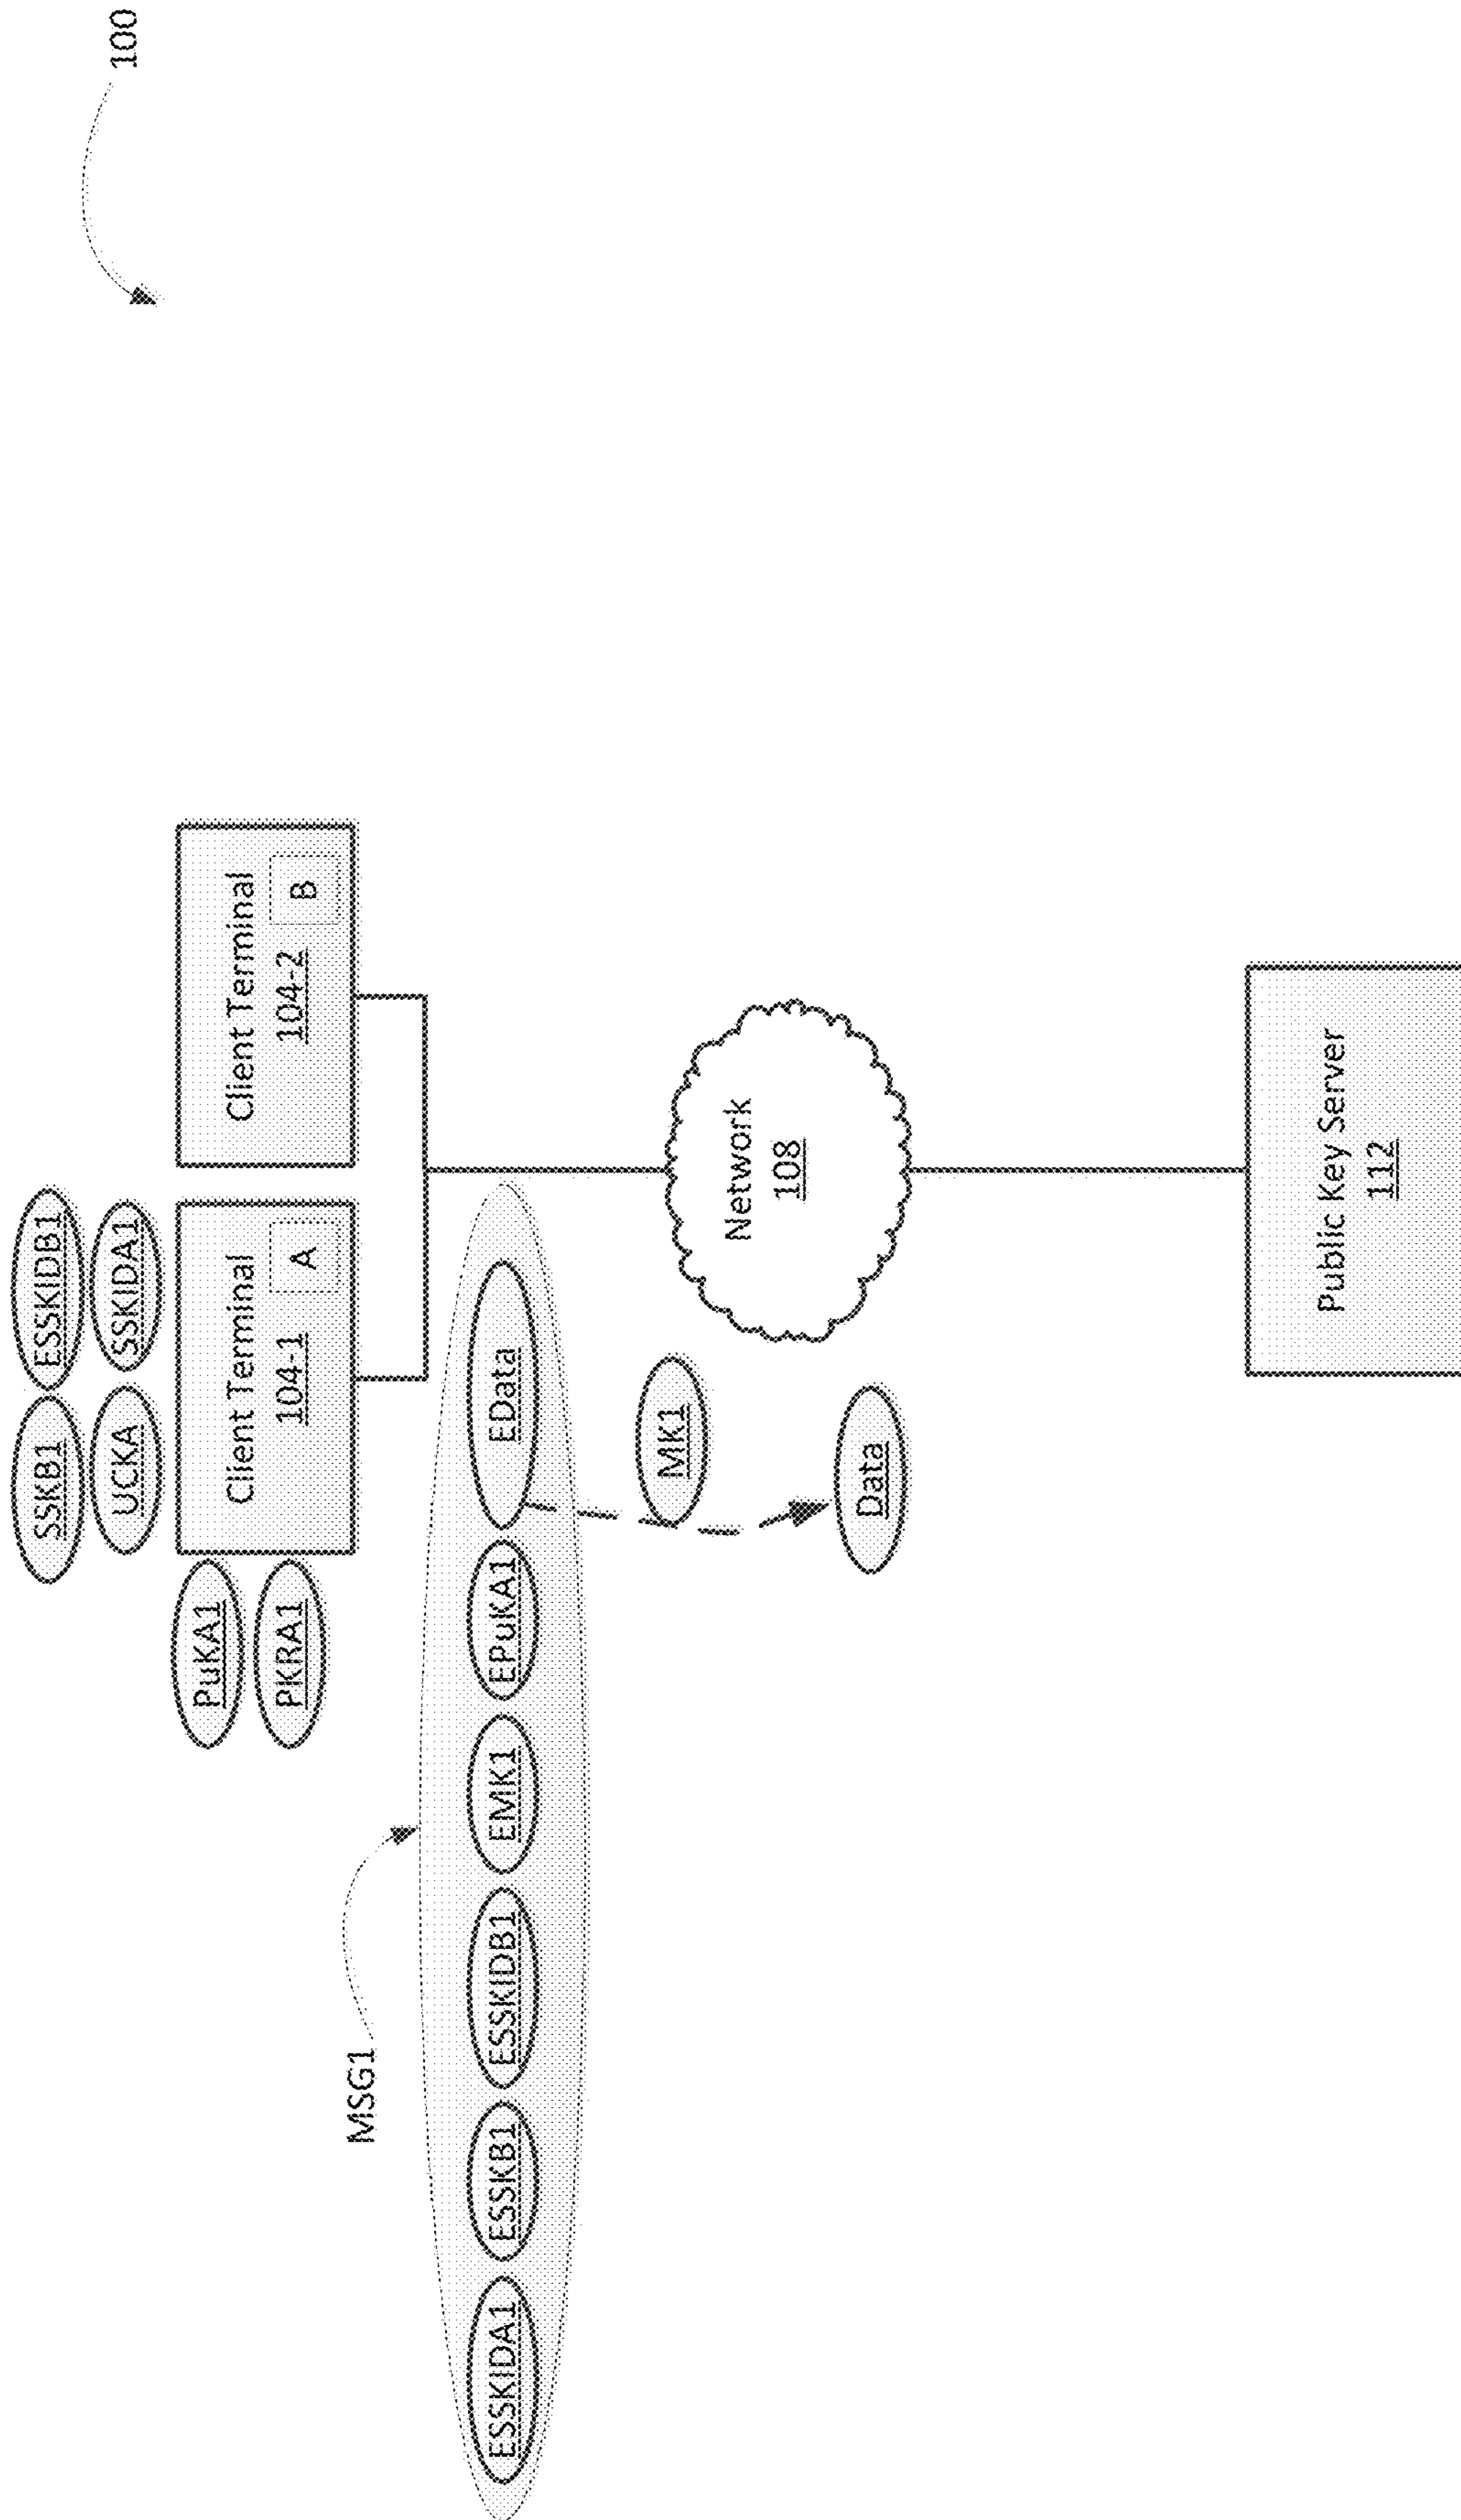 100
SSKB1
ESSKIDB1
UCKA
SSKIDA1
PuKA1
PKRA1
Client Terminal
104-1
A
Client Terminal
104-2
B
MSG1
ESSKIDA1
ESSKB1
ESSKIDB1
EMK1
EPuKA1
EData
MK1
Data
Network
108
Public Key Server
112